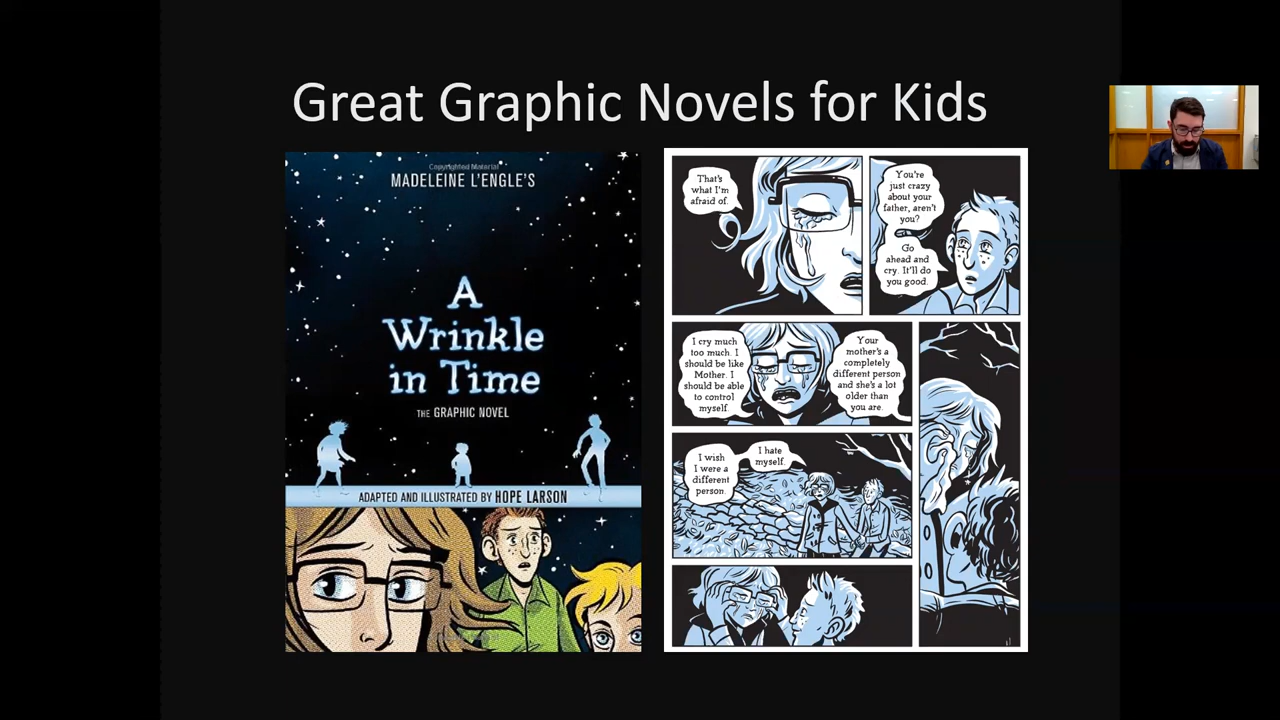 Great Graphic Novels for Kids
Copyrighted Material
MADELEINE L'ENGLE'S
A
Wrinkle
in Time
THE GRAPHIC NOVEL
ADAPTED AND ILLUSTRATED BY HOPE LARSON
That's
what I'm
afraid of.
You're
just crazy
about your
father, aren't
you?
Go
ahead and
cry. It'll do
you good.
I cry much
too much. I
should be like
Mother. I
should be able
to control
myself.
Your
mother's a
completely
different person
and she's a lot
older than
you are.
I wish
I were a
different
person.
I hate
myself.